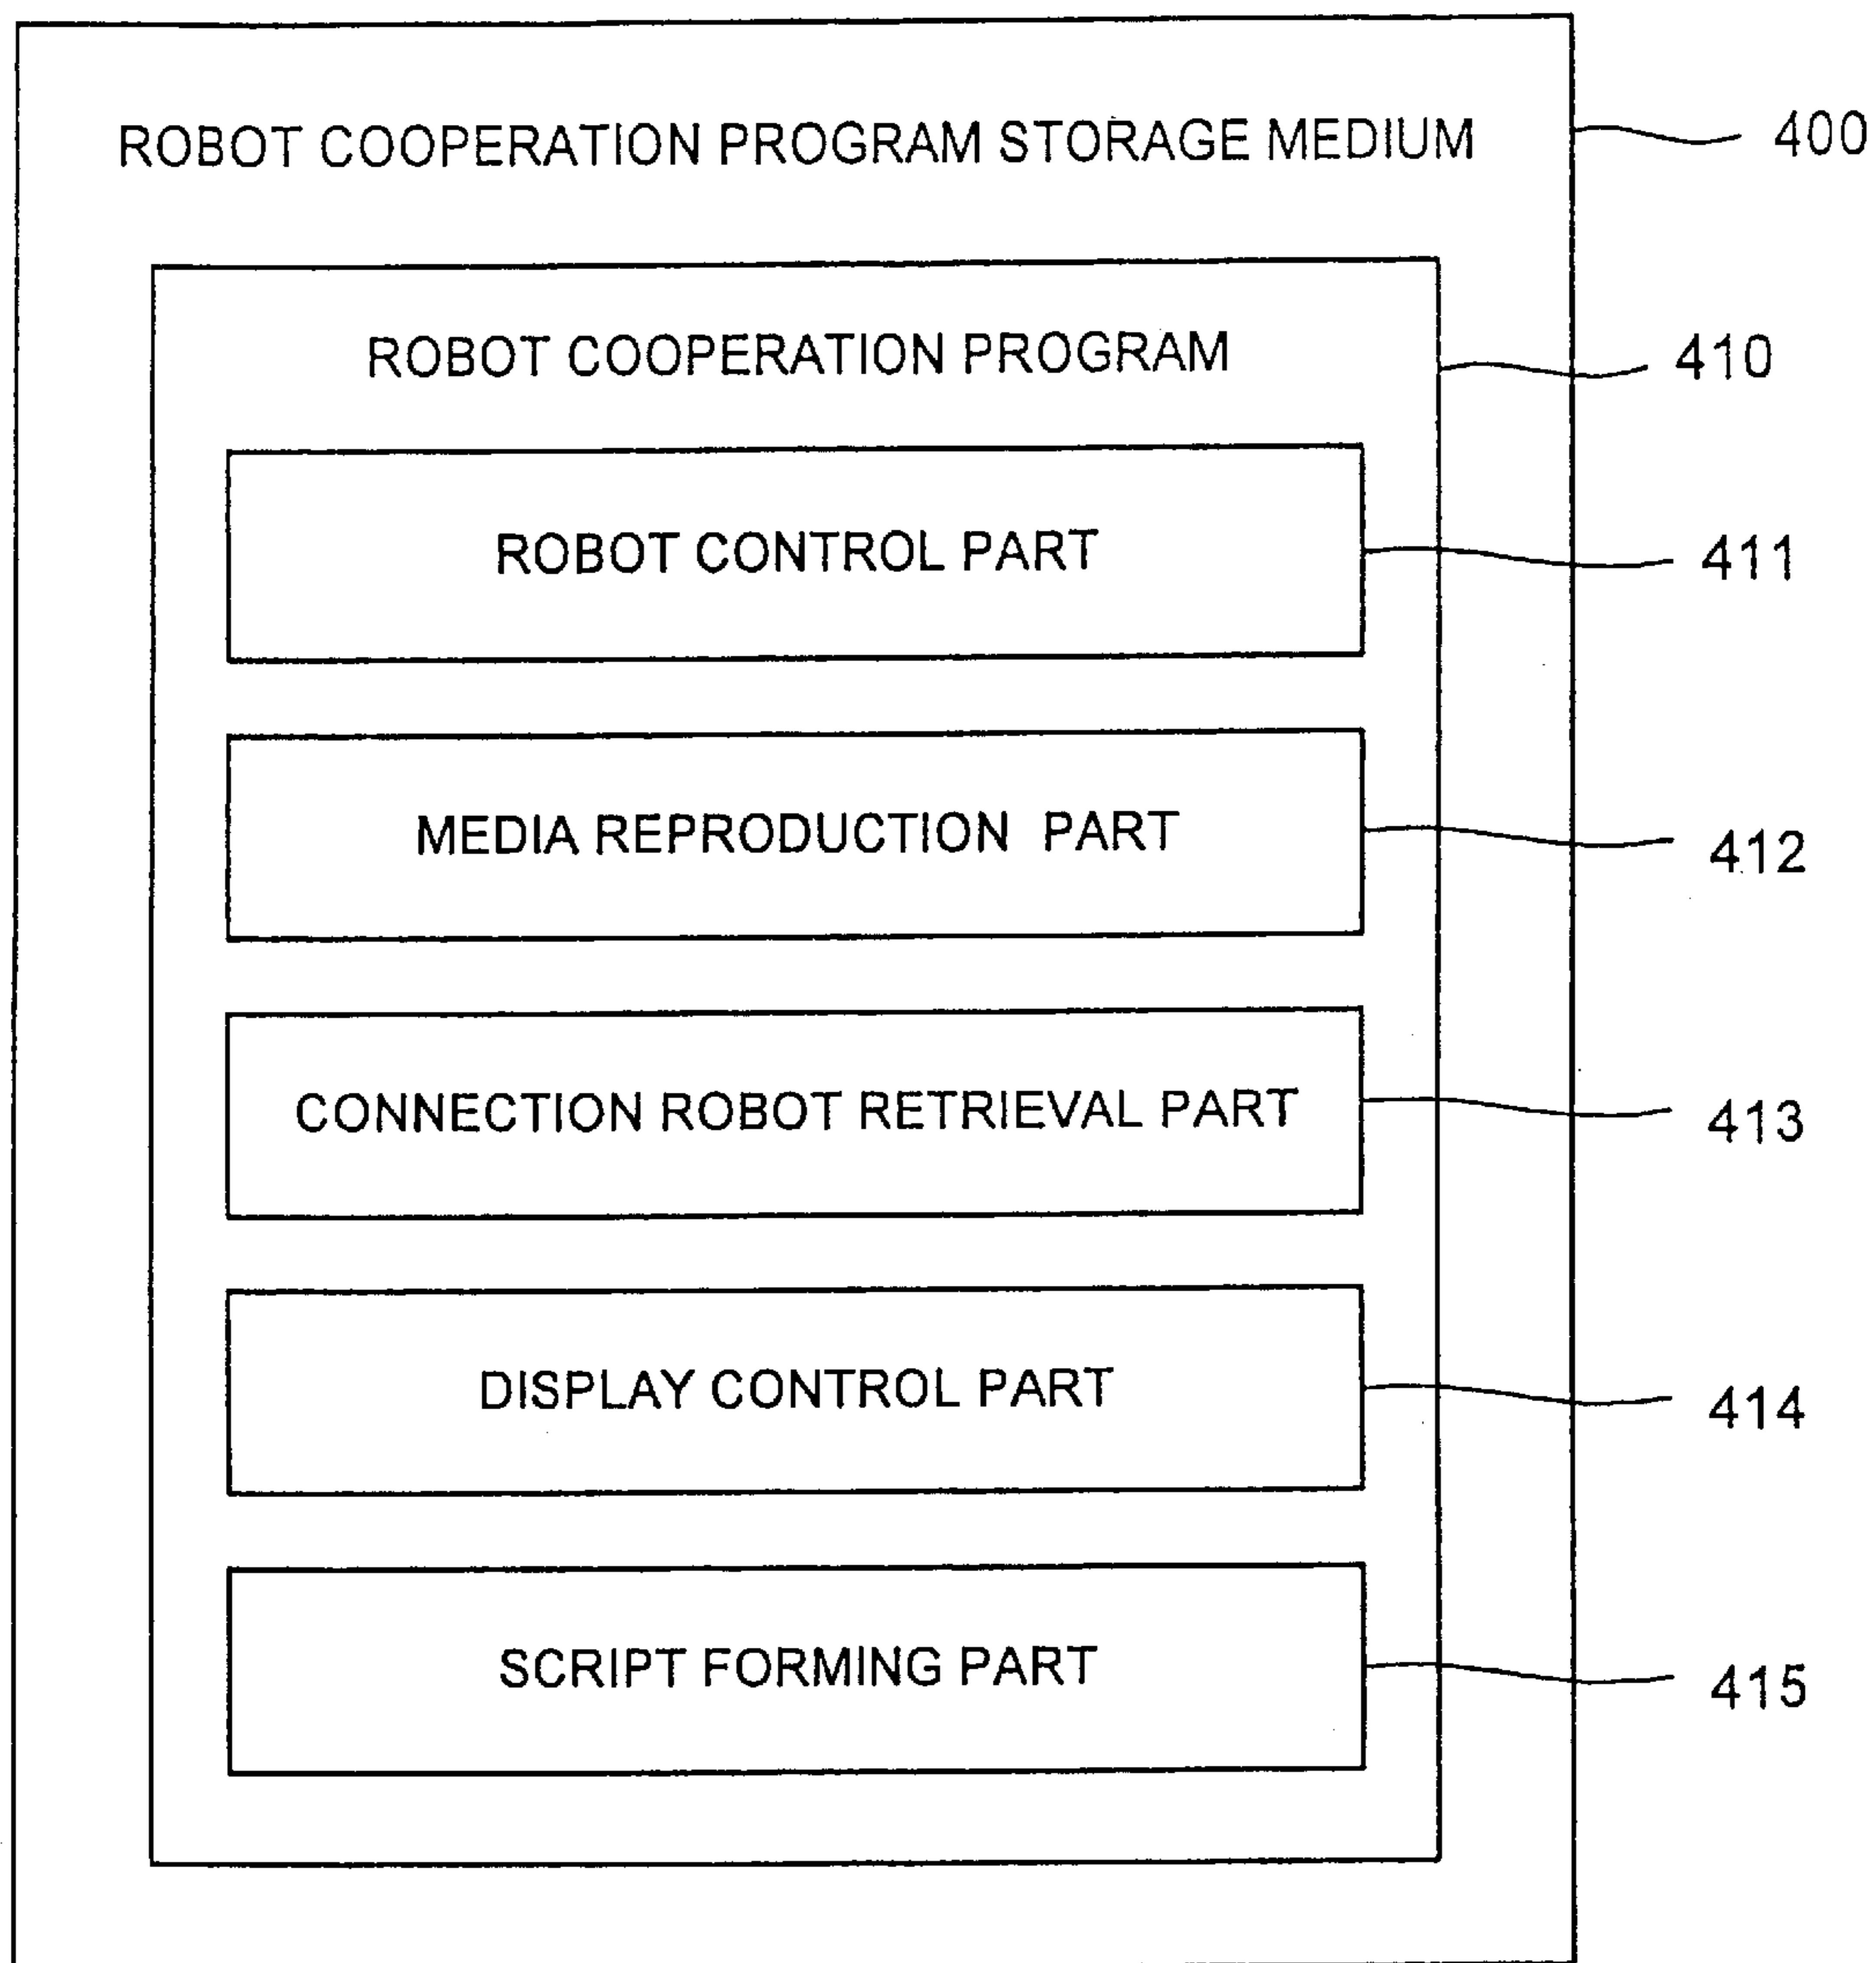 ROBOT COOPERATION PROGRAM STORAGE MEDIUM 400
ROBOT COOPERATION PROGRAM 410
ROBOT CONTROL PART 411
MEDIA REPRODUCTION PART 412
CONNECTION ROBOT RETRIEVAL PART 413
DISPLAY CONTROL PART 414
SCRIPT FORMING PART 415